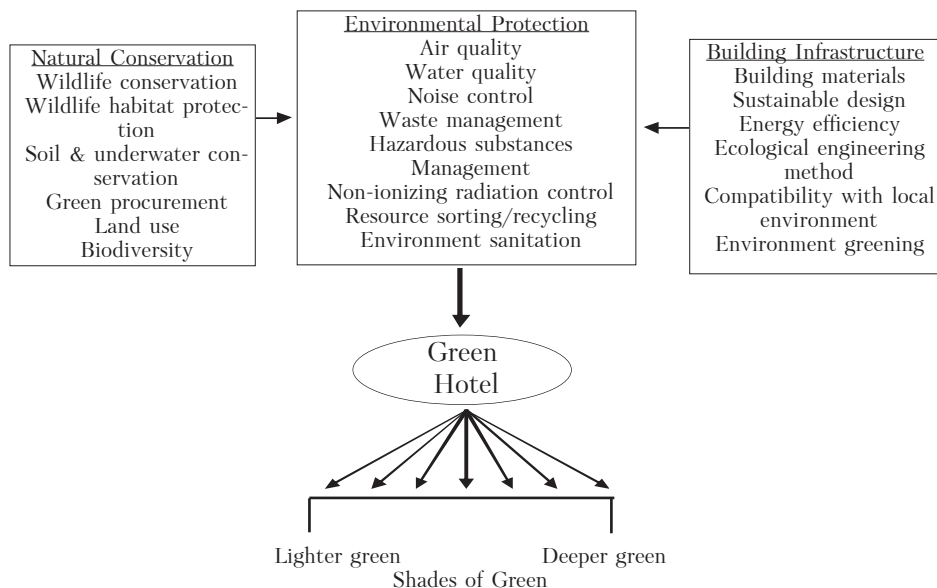 Natural Conservation
Wildlife conservation
Wildlife habitat protec-
tion
Soil & underwater con-
servation
Green procurement
Land use
Biodiversity
Environmental Protection
Air quality
Water quality
Noise control
Waste management
Hazardous substances
Management
Non-ionizing radiation control
Resource sorting/recycling
Environment sanitation
Building Infrastructure
Building materials
Sustainable design
Energy efficiency
Ecological engineering
method
Compatibility with local
environment
Environment greening
Green
Hotel
Lighter green
Deeper green
Shades of Green